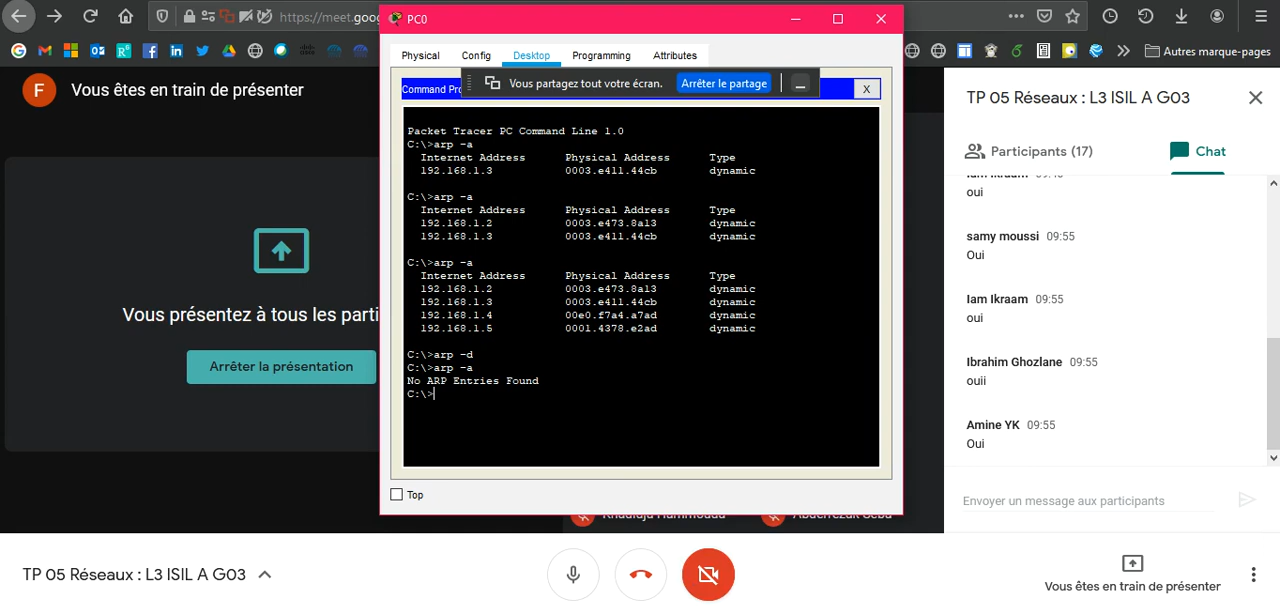 https://meet.goo
Autres marque-pages
PC0
Physical Config Desktop Programming Attributes
Command Pro
Vous partagez tout votre écran. Arrêter le partage
X
Packet Tracer PC Command Line 1.0
C:\>arp -a
Internet Address Physical Address Type
192.168.1.3 0003.e411.44cb dynamic
C:\>arp -a
Internet Address Physical Address Type
192.168.1.2 0003.e473.8a13 dynamic
192.168.1.3 0003.e411.44cb dynamic
C:\>arp -a
Internet Address Physical Address Type
192.168.1.2 0003.e473.8a13 dynamic
192.168.1.3 0003.e411.44cb dynamic
192.168.1.4 00e0.f7a4.a7ad dynamic
192.168.1.5 0001.4378.e2ad dynamic
C:\>arp -d
C:\>arp -a
No ARP Entries Found
C:\>
Top
F
Vous êtes en train de présenter
Vous présentez à tous les parti
Arrêter la présentation
TP 05 Réseaux : L3 ISIL A G03
Participants (17)
Chat
oui
samy moussi 09:55
Oui
Iam Ikraam 09:55
oui
Ibrahim Ghozlane 09:55
ouii
Amine YK 09:55
Oui
Envoyer un message aux participants
TP 05 Réseaux : L3 ISIL A G03
Vous êtes en train de présenter